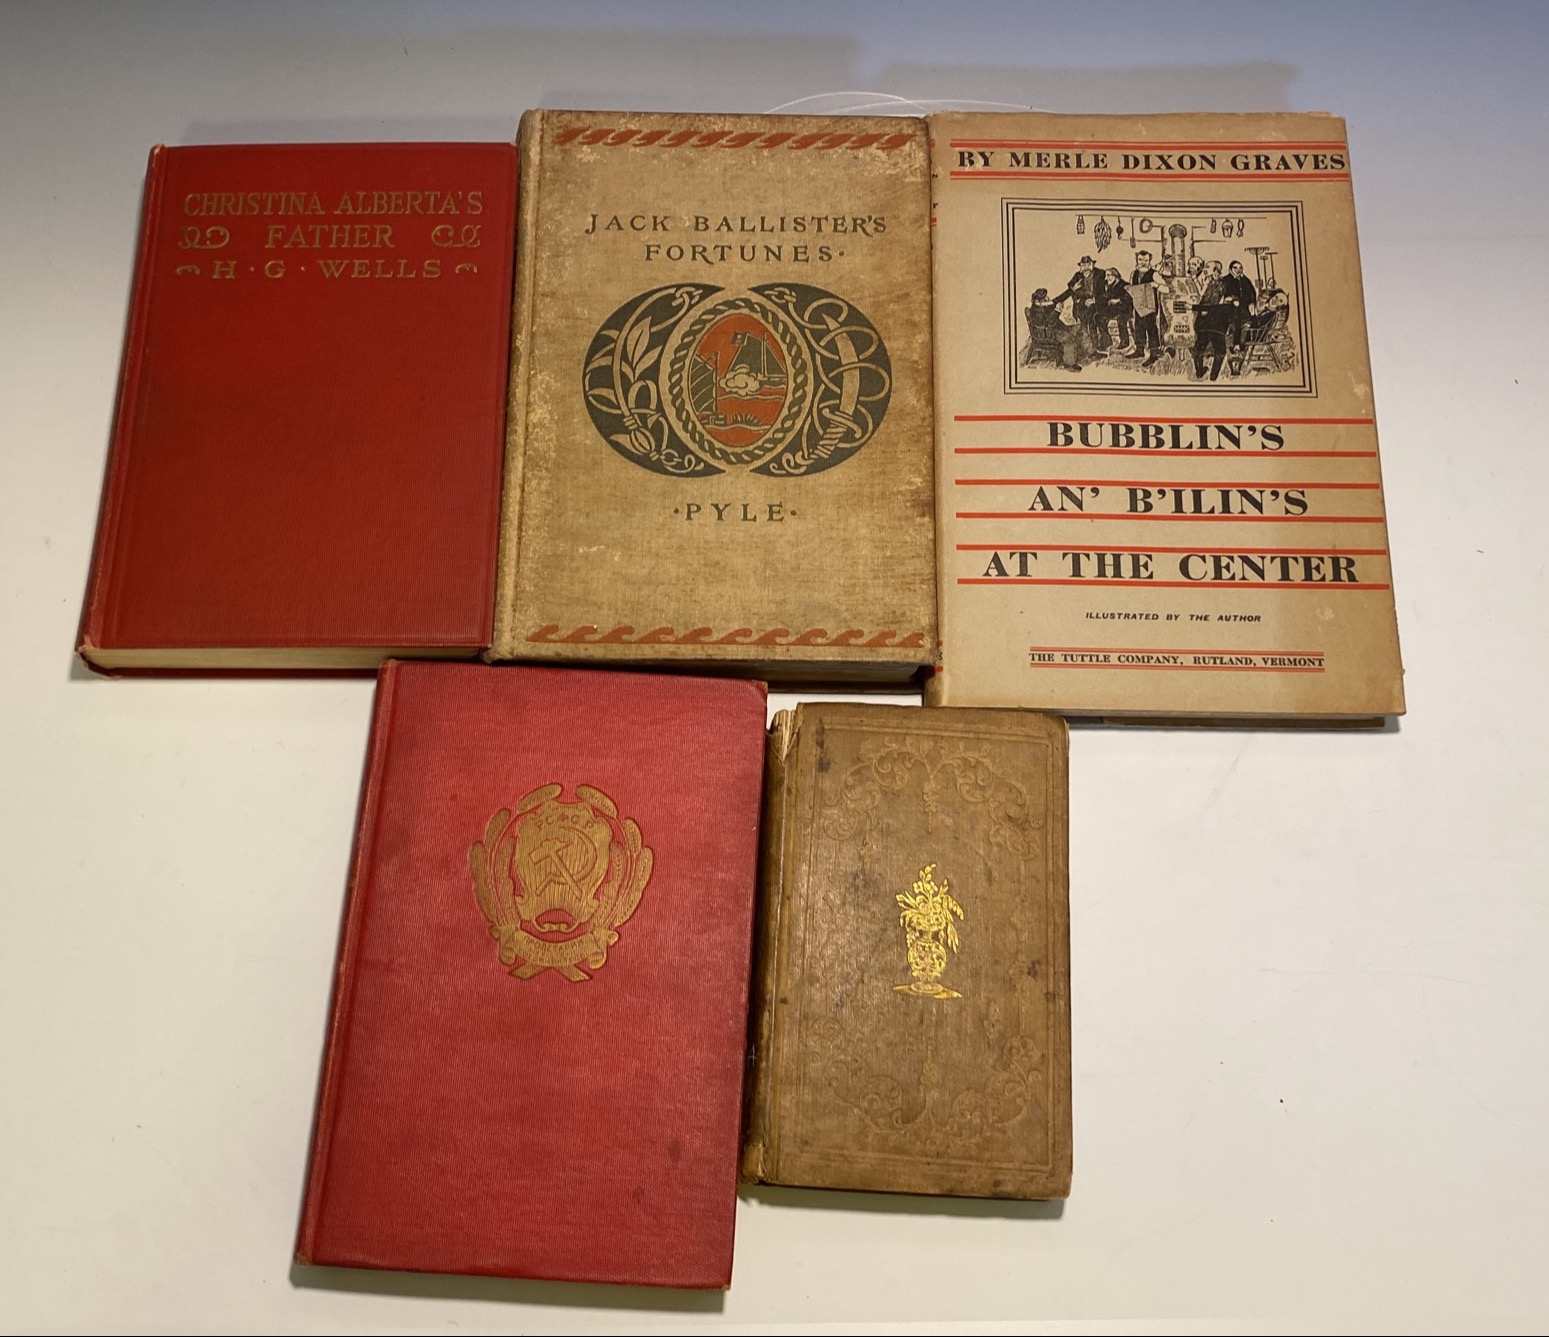 CHRISTINA ALBERTA'S
FATHER
H · G · WELLS
JACK BALLISTER'S
FORTUNES·
·PYLE·
BY MERLE DIXON GRAVES
BUBBLIN'S
AN' B'ILIN'S
AT THE CENTER
ILLUSTRATED BY THE AUTHOR
THE TUTTLE COMPANY, RUTLAND, VERMONT
Р С Ф С Р